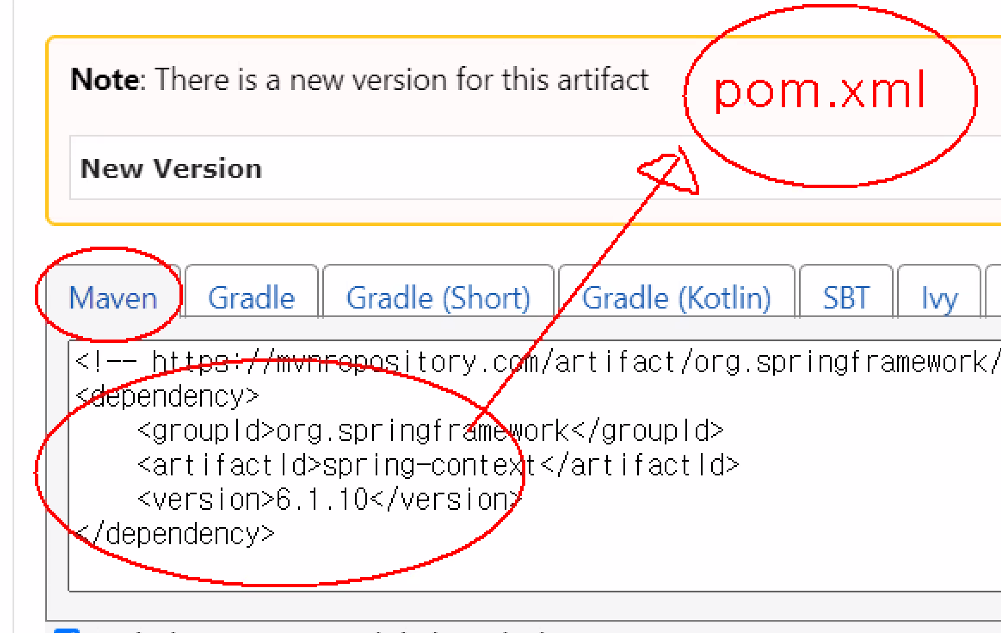 Note: There is a new version for this artifact
pom.xml
New Version
Maven
Gradle
Gradle (Short)
Gradle (Kotlin)
SBT
Ivy
<!-- https://mvnrepository.com/artifact/org.springframework/
<dependency>
    <groupId>org.springframework</groupId>
    <artifactId>spring-context</artifactId>
    <version>6.1.10</version>
</dependency>